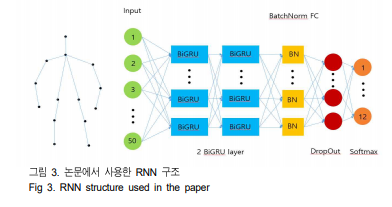 Input
BatchNorm FC
1
2
3
50
BiGRU
BiGRU
BiGRU
BiGRU
BiGRU
BiGRU
BN
BN
BN
1
12
2 BiGRU layer
DropOut
Softmax
그림 3. 논문에서 사용한 RNN 구조
Fig 3. RNN structure used in the paper